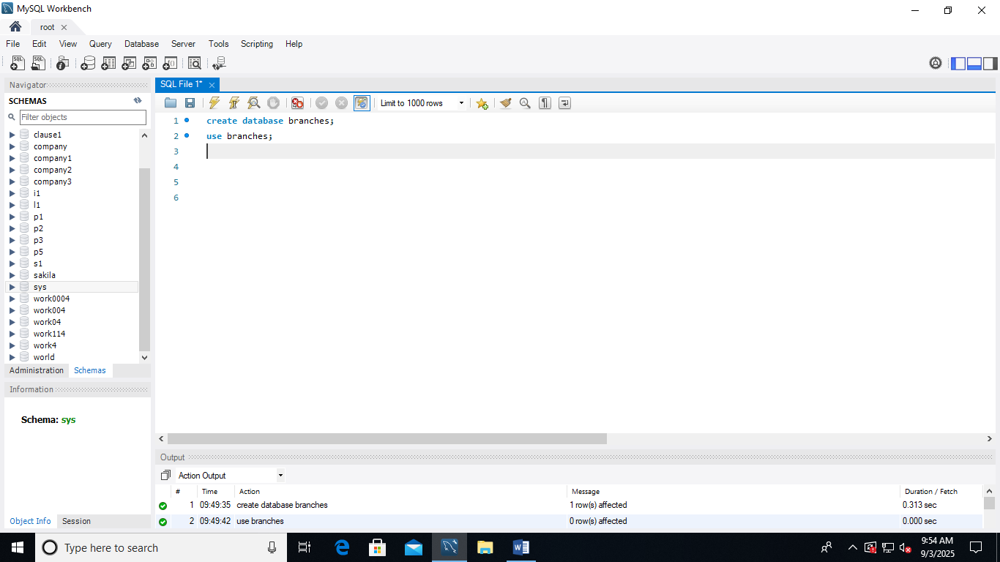 MySQL Workbench
root
File Edit View Query Database Server Tools Scripting Help
Navigator
SCHEMAS
Filter objects
clause1
company
company1
company2
company3
i1
l1
p1
p2
p3
p5
s1
sakila
sys
work0004
work004
work04
work114
work4
world
Administration Schemas
Information
Schema: sys
Object Info Session
SQL File 1*
Limit to 1000 rows
1 create database branches;
2 use branches;
3
4
5
6
Output
Action Output
# Time Action Message Duration / Fetch
1 09:49:35 create database branches 1 row(s) affected 0.313 sec
2 09:49:42 use branches 0 row(s) affected 0.000 sec
Type here to search
9:54 AM
9/3/2025